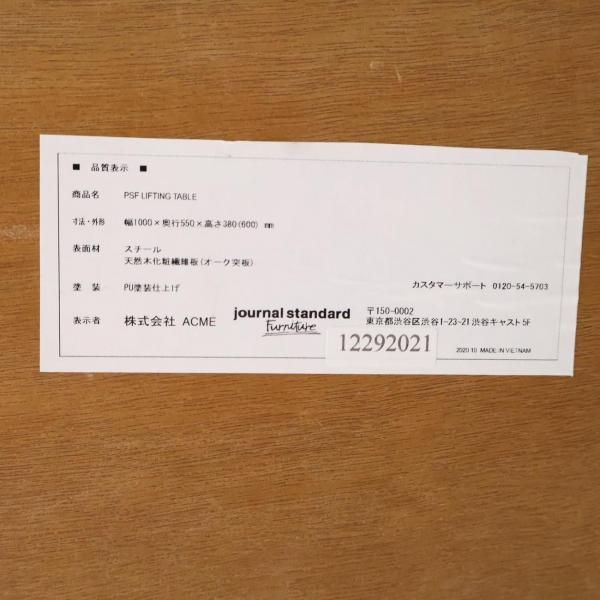 ■ 品質表示 ■
商品名 PSF LIFTING TABLE
寸法・外形 幅1000×奥行550×高さ380(600) mm
表面材 スチール
天然木化粧繊維板(オーク突板)
塗 装 PU塗装仕上げ
カスタマーサポート 0120-54-5703
表示者 株式会社 ACME
journal standard
Furniture
〒150-0002
東京都渋谷区渋谷1-23-21 渋谷キャスト5F
12292021
2020.10 MADE IN VIETNAM